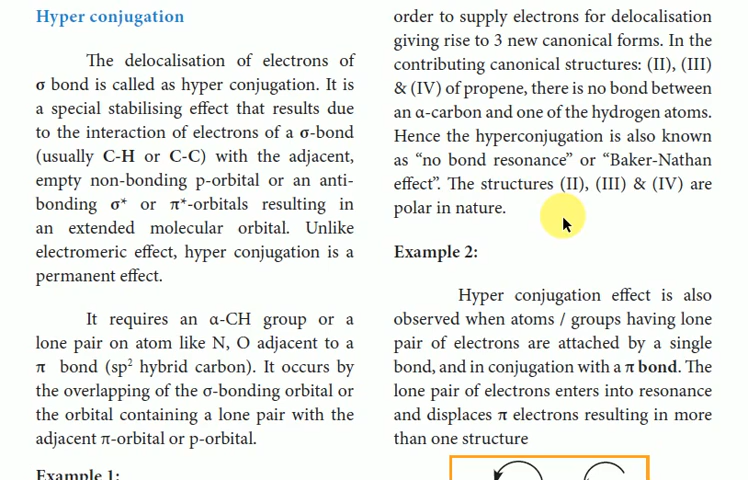 Hyper conjugation
The delocalisation of electrons of
σ bond is called as hyper conjugation. It is
a special stabilising effect that results due
to the interaction of electrons of a σ-bond
(usually C-H or C-C) with the adjacent,
empty non-bonding p-orbital or an anti-
bonding σ* or π*-orbitals resulting in
an extended molecular orbital. Unlike
electromeric effect, hyper conjugation is a
permanent effect.
It requires an α-CH group or a
lone pair on atom like N, O adjacent to a
π bond (sp² hybrid carbon). It occurs by
the overlapping of the σ-bonding orbital or
the orbital containing a lone pair with the
adjacent π-orbital or p-orbital.
Example 1:
order to supply electrons for delocalisation
giving rise to 3 new canonical forms. In the
contributing canonical structures: (II), (III)
& (IV) of propene, there is no bond between
an α-carbon and one of the hydrogen atoms.
Hence the hyperconjugation is also known
as “no bond resonance” or “Baker-Nathan
effect”. The structures (II), (III) & (IV) are
polar in nature.
Example 2:
Hyper conjugation effect is also
observed when atoms / groups having lone
pair of electrons are attached by a single
bond, and in conjugation with a π bond. The
lone pair of electrons enters into resonance
and displaces π electrons resulting in more
than one structure